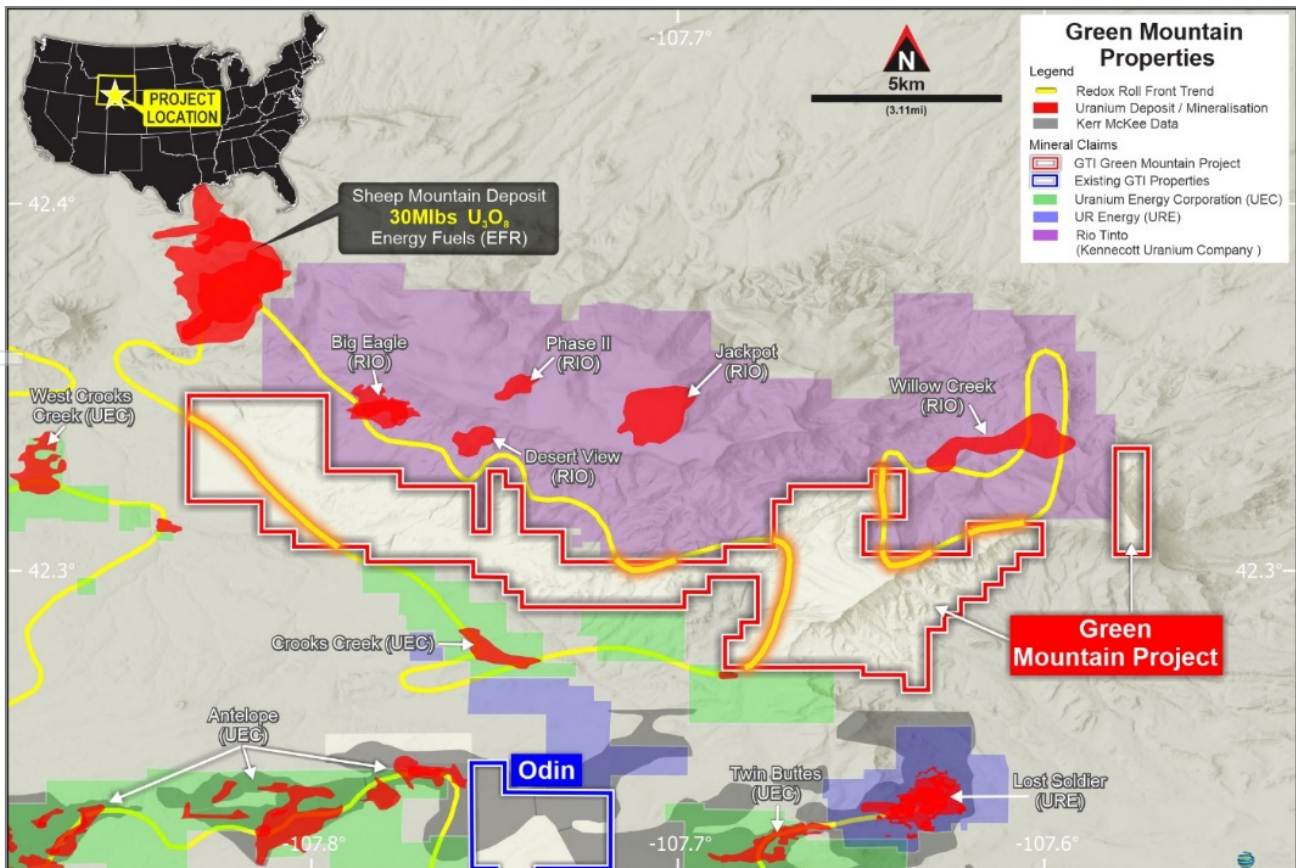 -107.7°
N
5km
(3.11mi)
Green Mountain
Properties
Legend
Redox Roll Front Trend
Uranium Deposit / Mineralisation
Kerr McKee Data
Mineral Claims
GTI Green Mountain Project
Existing GTI Properties
Uranium Energy Corporation (UEC)
UR Energy (URE)
Rio Tinto
(Kennecott Uranium Company )
PROJECT
LOCATION
42.4°
Sheep Mountain Deposit
30Mlbs U₃O₈
Energy Fuels (EFR)
Big Eagle
(RIO)
Phase II
(RIO)
Jackpot
(RIO)
Willow Creek
(RIO)
West Crooks
Creek (UEC)
Desert View
(RIO)
42.3°
42.3°
Crooks Creek (UEC)
Green
Mountain Project
Antelope
(UEC)
Odin
Twin Buttes
(UEC)
Lost Soldier
(URE)
-107.8°
-107.7°
-107.6°